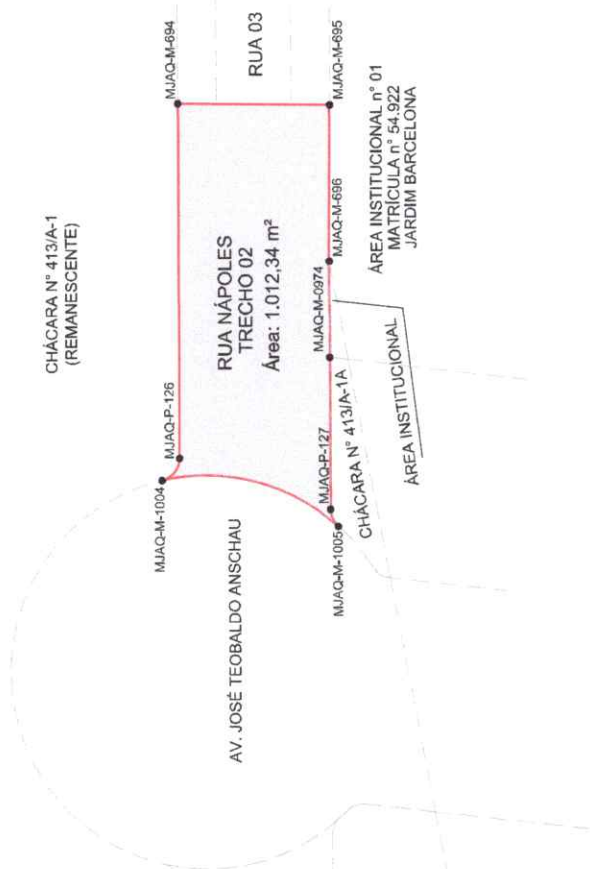 CHÁCARA N° 413/A-1
(REMANESCENTE)
MJAQ-M-694
RUA 03
MJAQ-M-695
MJAQ-P-126
MJAQ-M-1004
RUA NÁPOLES
TRECHO 02
Área: 1.012,34 m²
MJAQ-M-696
MJAQ-M-0974
MJAQ-P-127
MJAQ-M-1005
AV. JOSÉ TEOBALDO ANSCHAU
CHÁCARA N° 413/A-1A
ÁREA INSTITUCIONAL
ÁREA INSTITUCIONAL n° 01
MATRÍCULA n° 54.922
JARDIM BARCELONA